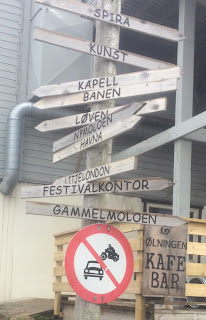 SPIRA
KUNST
KAPELL
BANEN
LØVEN
NYMOLOEN
HAVNA
LITJELONDON
FESTIVALKONTOR
GAMMELMOLOEN
ØLNINGEN
KAFE
BAR